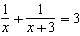 1/x + 1/(x+3) = 3